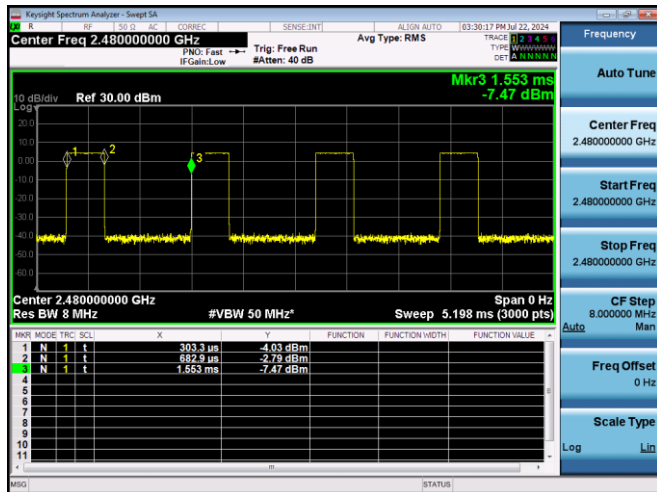 Keysight Spectrum Analyzer - Swept SA
R RF 50 Ω AC CORREC SENSE:INT ALIGN AUTO 03:30:17 PM Jul 22, 2024
Center Freq 2.480000000 GHz
PNO: Fast
IFGain:Low
Trig: Free Run
#Atten: 40 dB
Avg Type: RMS
TRACE 1 2 3 4 5 6
TYPE WWWWWW
DET A N N N N N
Frequency
Mkr3 1.553 ms
-7.47 dBm
10 dB/div Ref 30.00 dBm
Log
20.0
10.0
0.00
-10.0
-20.0
-30.0
-40.0
-50.0
-60.0
1
2
3
Center 2.480000000 GHz Span 0 Hz
Res BW 8 MHz #VBW 50 MHz* Sweep 5.198 ms (3000 pts)
MKR MODE TRC SCL X Y FUNCTION FUNCTION WIDTH FUNCTION VALUE
1 N 1 t 303.3 µs -4.03 dBm
2 N 1 t 682.9 µs -2.79 dBm
3 N 1 t 1.553 ms -7.47 dBm
4
5
6
7
8
9
10
11
MSG STATUS
Auto Tune
Center Freq
2.480000000 GHz
Start Freq
2.480000000 GHz
Stop Freq
2.480000000 GHz
CF Step
8.000000 MHz
Auto Man
Freq Offset
0 Hz
Scale Type
Log Lin